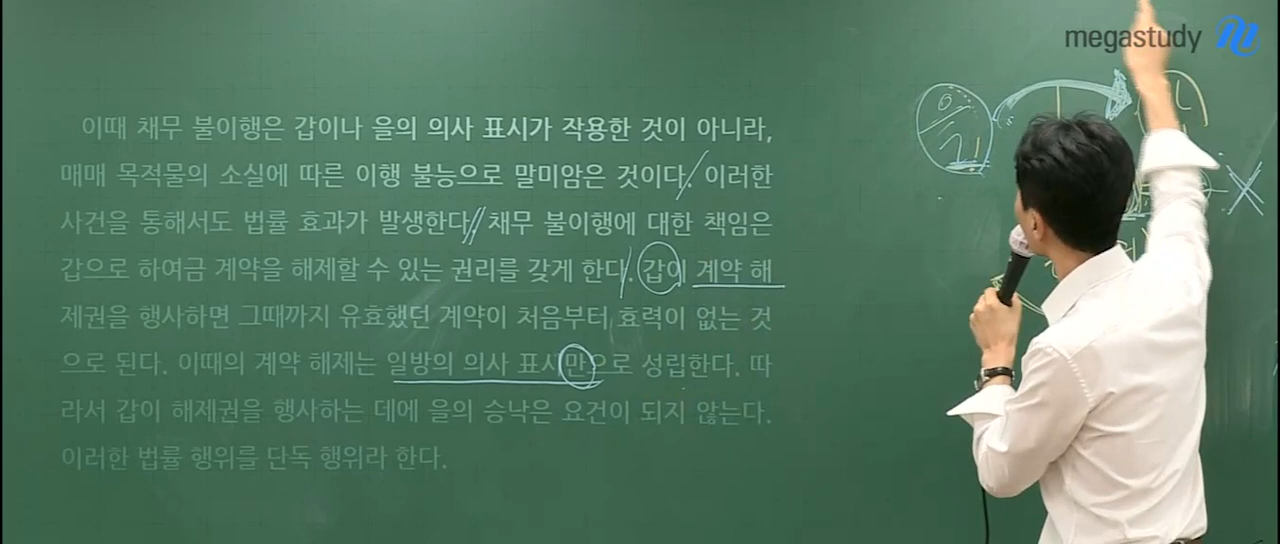 megastudy
이때 채무 불이행은 갑이나 을의 의사 표시가 작용한 것이 아니라,
매매 목적물의 소실에 따른 이행 불능으로 말미암은 것이다. 이러한
사건을 통해서도 법률 효과가 발생한다. 채무 불이행에 대한 책임은
갑으로 하여금 계약을 해제할 수 있는 권리를 갖게 한다. 갑이 계약 해
제권을 행사하면 그때까지 유효했던 계약이 처음부터 효력이 없는 것
으로 된다. 이때의 계약 해제는 일방의 의사 표시만으로 성립한다. 따
라서 갑이 해제권을 행사하는 데에 을의 승낙은 요건이 되지 않는다.
이러한 법률 행위를 단독 행위라 한다.